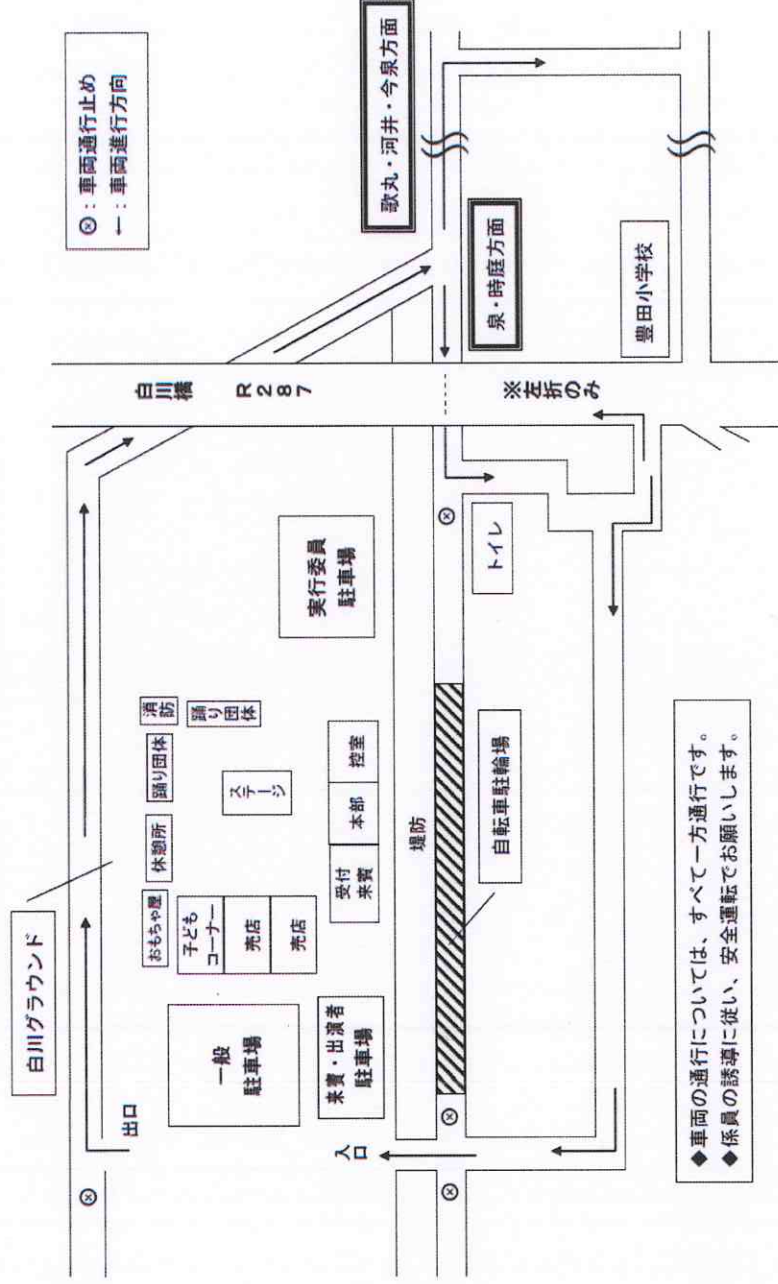 ⊗：車両通行止め
←：車両進行方向
白川グラウンド
出口
入口
一般
駐車場
来賓・出演者
駐車場
おもちゃ屋
子ども
コーナー
売店
売店
休憩所
踊り団体
消防
踊り
団体
ステージ
受付
来賓
本部
控室
実行委員
駐車場
白川橋
R287
歌丸・河井・今泉方面
泉・時庭方面
※左折のみ
豊田小学校
堤防
トイレ
自転車駐輪場
◆車両の通行については、すべて一方通行です。
◆係員の誘導に従い、安全運転でお願いします。